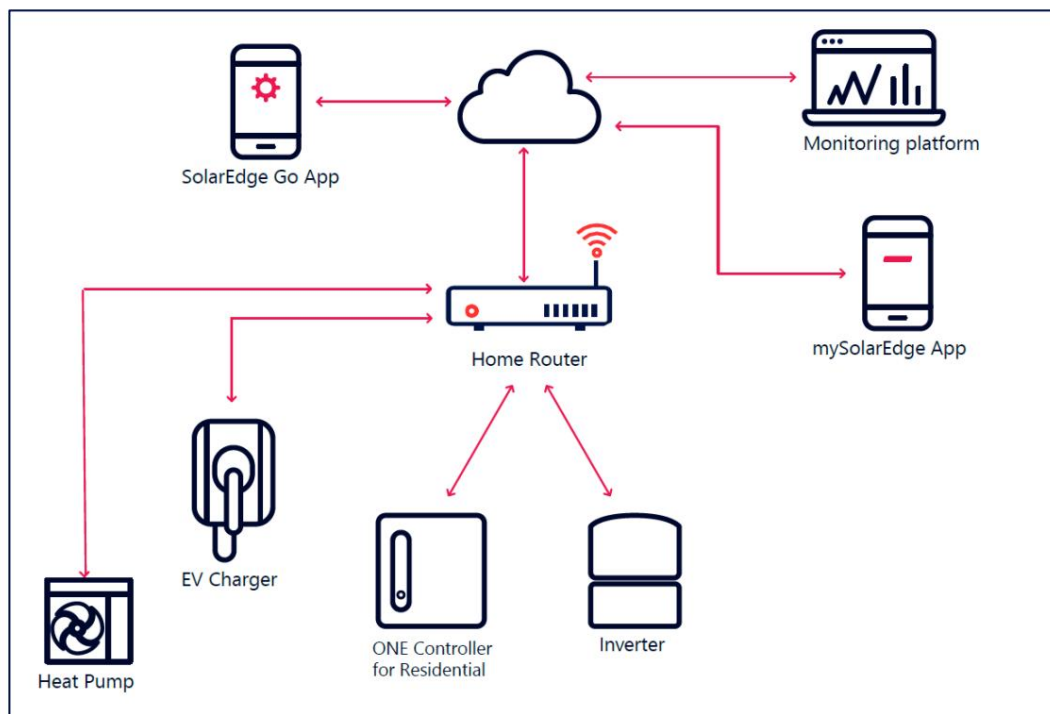 SolarEdge Go App
Monitoring platform
mySolarEdge App
Home Router
EV Charger
ONE Controller
for Residential
Inverter
Heat Pump